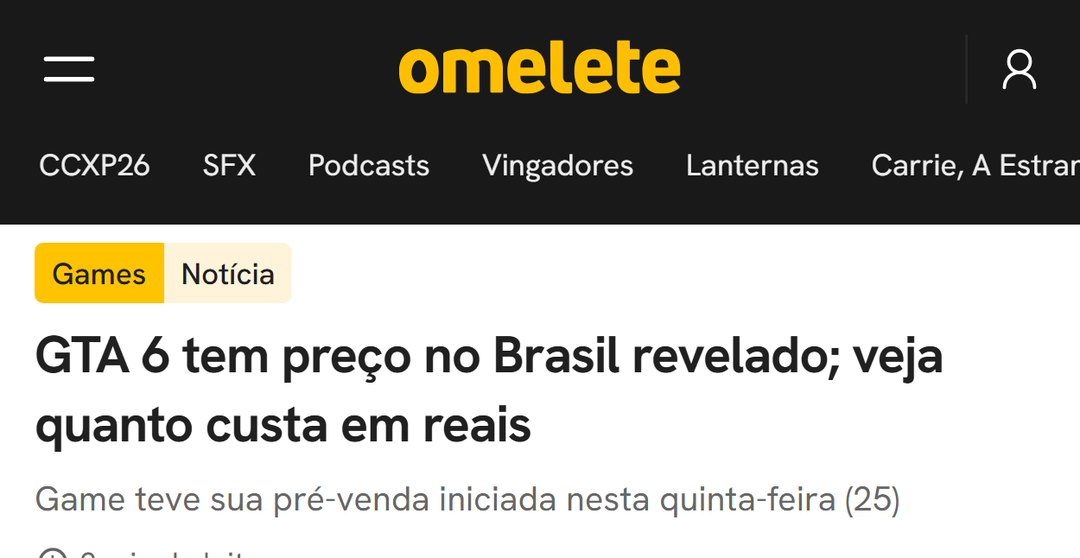 omelete
CCXP26 SFX Podcasts Vingadores Lanternas Carrie, A Estrar
Games Notícia
GTA 6 tem preço no Brasil revelado; veja
quanto custa em reais
Game teve sua pré-venda iniciada nesta quinta-feira (25)